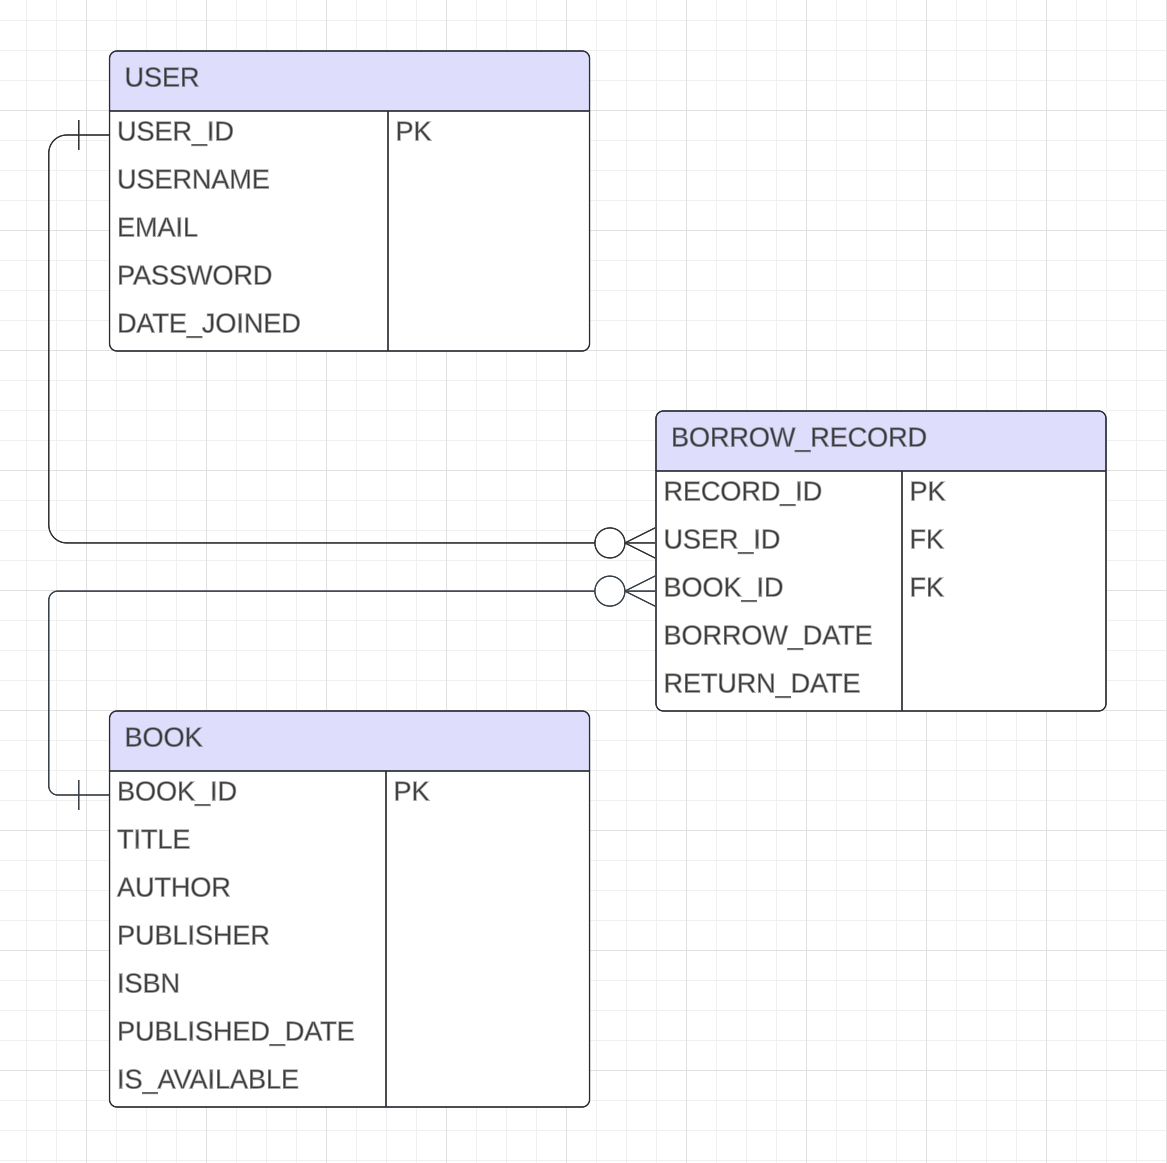 USER
USER_ID PK
USERNAME
EMAIL
PASSWORD
DATE_JOINED
BORROW_RECORD
RECORD_ID PK
USER_ID FK
BOOK_ID FK
BORROW_DATE
RETURN_DATE
BOOK
BOOK_ID PK
TITLE
AUTHOR
PUBLISHER
ISBN
PUBLISHED_DATE
IS_AVAILABLE